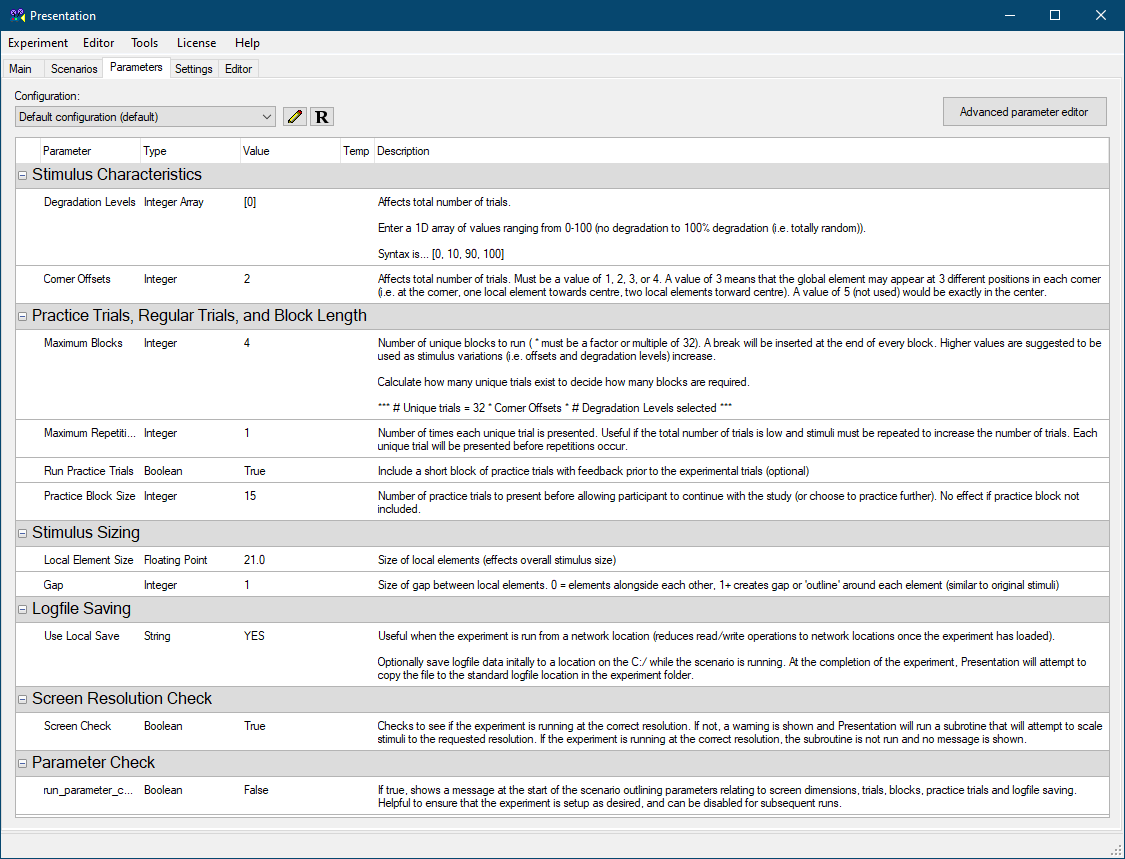 Presentation
Experiment Editor Tools License Help
Main Scenarios Parameters Settings Editor
Configuration:
Default configuration (default) R Advanced parameter editor
Parameter Type Value Temp Description
Stimulus Characteristics
Degradation Levels Integer Array [0] Affects total number of trials.
Enter a 1D array of values ranging from 0-100 (no degradation to 100% degradation (i.e. totally random)).
Syntax is... [0, 10, 90, 100]
Corner Offsets Integer 2 Affects total number of trials. Must be a value of 1, 2, 3, or 4. A value of 3 means that the global element may appear at 3 different positions in each corner
(i.e. at the corner, one local element towards centre, two local elements torward centre). A value of 5 (not used) would be exactly in the center.
Practice Trials, Regular Trials, and Block Length
Maximum Blocks Integer 4 Number of unique blocks to run ( * must be a factor or multiple of 32). A break will be inserted at the end of every block. Higher values are suggested to be
used as stimulus variations (i.e. offsets and degradation levels) increase.
Calculate how many unique trials exist to decide how many blocks are required.
*** # Unique trials = 32 * Corner Offsets * # Degradation Levels selected ***
Maximum Repetiti... Integer 1 Number of times each unique trial is presented. Useful if the total number of trials is low and stimuli must be repeated to increase the number of trials. Each
unique trial will be presented before repetitions occur.
Run Practice Trials Boolean True Include a short block of practice trials with feedback prior to the experimental trials (optional)
Practice Block Size Integer 15 Number of practice trials to present before allowing participant to continue with the study (or choose to practice further). No effect if practice block not
included.
Stimulus Sizing
Local Element Size Floating Point 21.0 Size of local elements (effects overall stimulus size)
Gap Integer 1 Size of gap between local elements. 0 = elements alongside each other, 1+ creates gap or 'outline' around each element (similar to original stimuli)
Logfile Saving
Use Local Save String YES Useful when the experiment is run from a network location (reduces read/write operations to network locations once the experiment has loaded).
Optionally save logfile data initally to a location on the C:/ while the scenario is running. At the completion of the experiment, Presentation will attempt to
copy the file to the standard logfile location in the experiment folder.
Screen Resolution Check
Screen Check Boolean True Checks to see if the experiment is running at the correct resolution. If not, a warning is shown and Presentation will run a subrotine that will attempt to scale
stimuli to the requested resolution. If the experiment is running at the correct resolution, the subroutine is not run and no message is shown.
Parameter Check
run_parameter_c... Boolean False If true, shows a message at the start of the scenario outlining parameters relating to screen dimensions, trials, blocks, practice trials and logfile saving.
Helpful to ensure that the experiment is setup as desired, and can be disabled for subsequent runs.